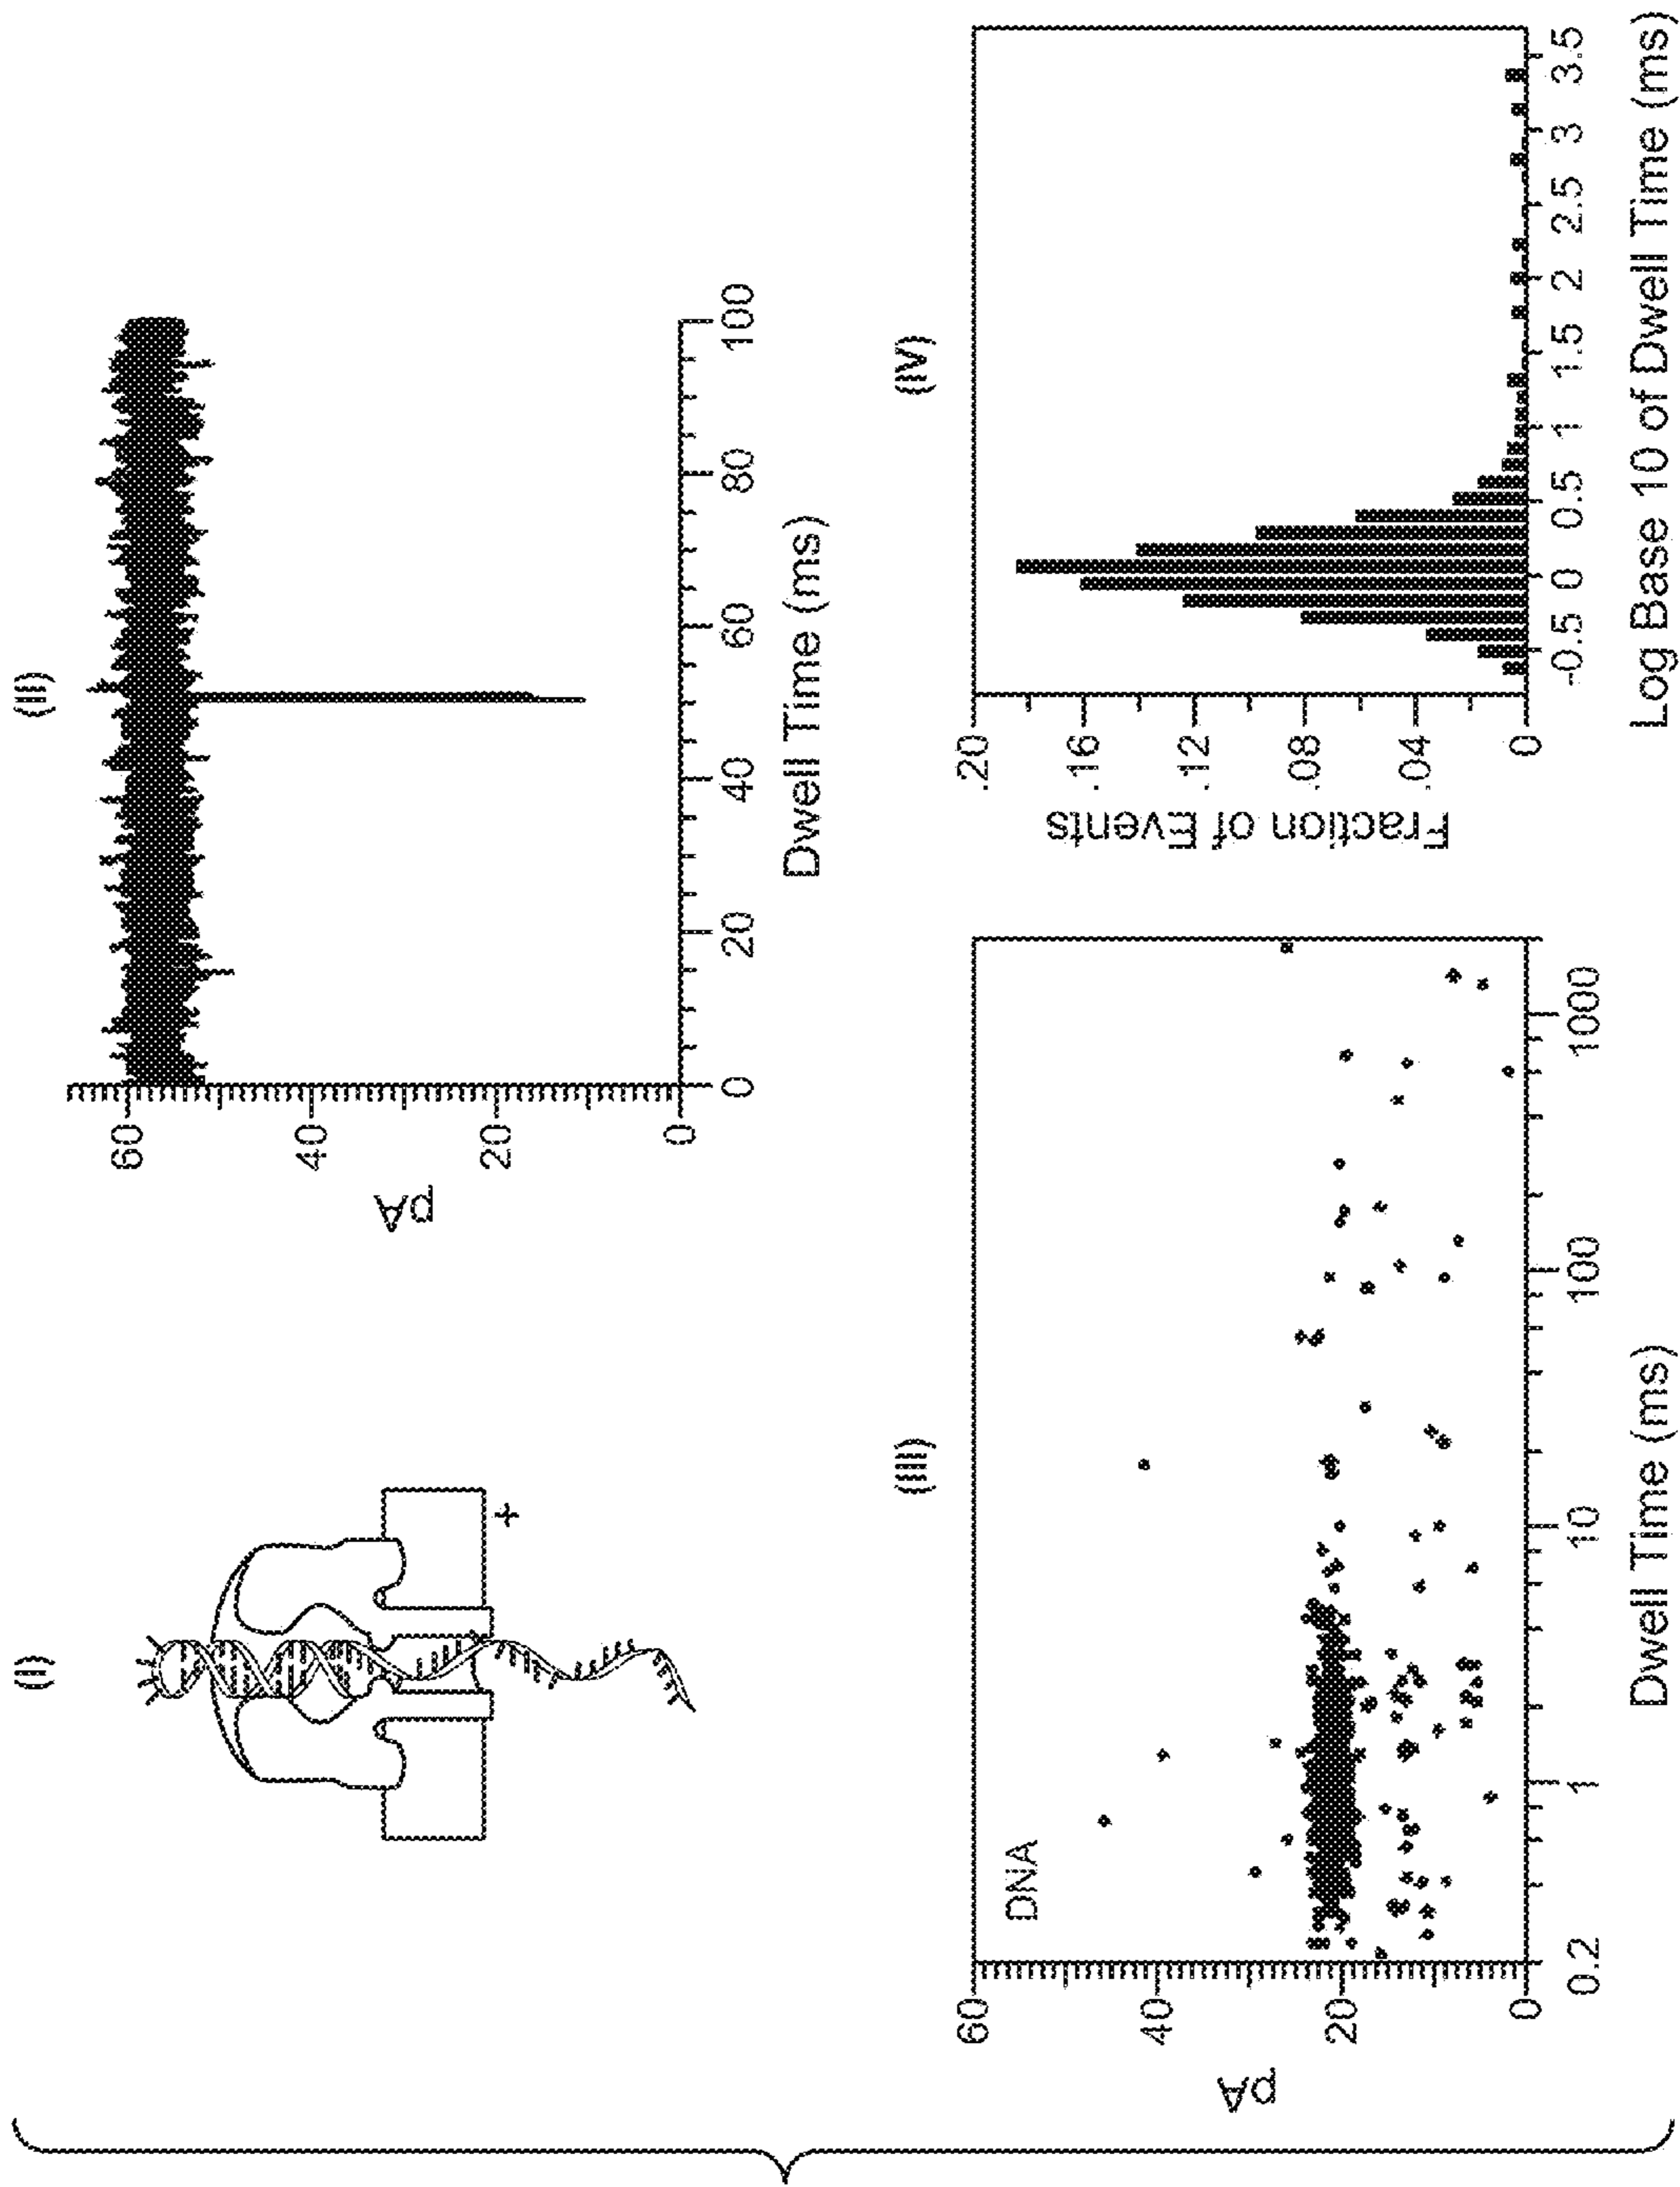 (I)
+
(II)
60
40
20
0
pA
0 20 40 60 80 100
Dwell Time (ms)
(III)
60
40
20
0
pA
DNA
0.2 1 10 100 1000
Dwell Time (ms)
(IV)
.20
.16
.12
.08
.04
0
Fraction of Events
-0.5 0 0.5 1 1.5 2 2.5 3 3.5
Log Base 10 of Dwell Time (ms)